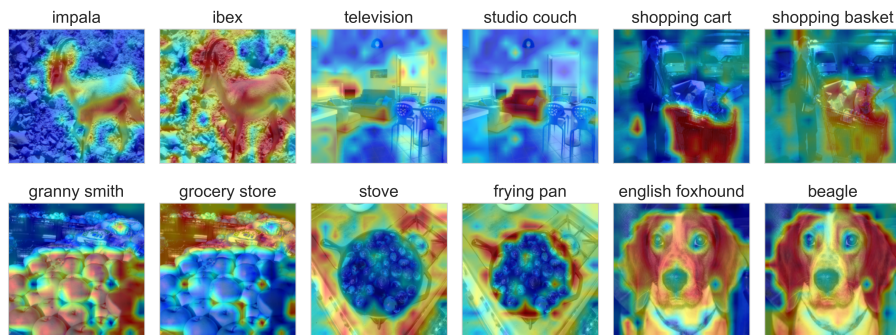 impala ibex television studio couch shopping cart shopping basket
granny smith grocery store stove frying pan english foxhound beagle